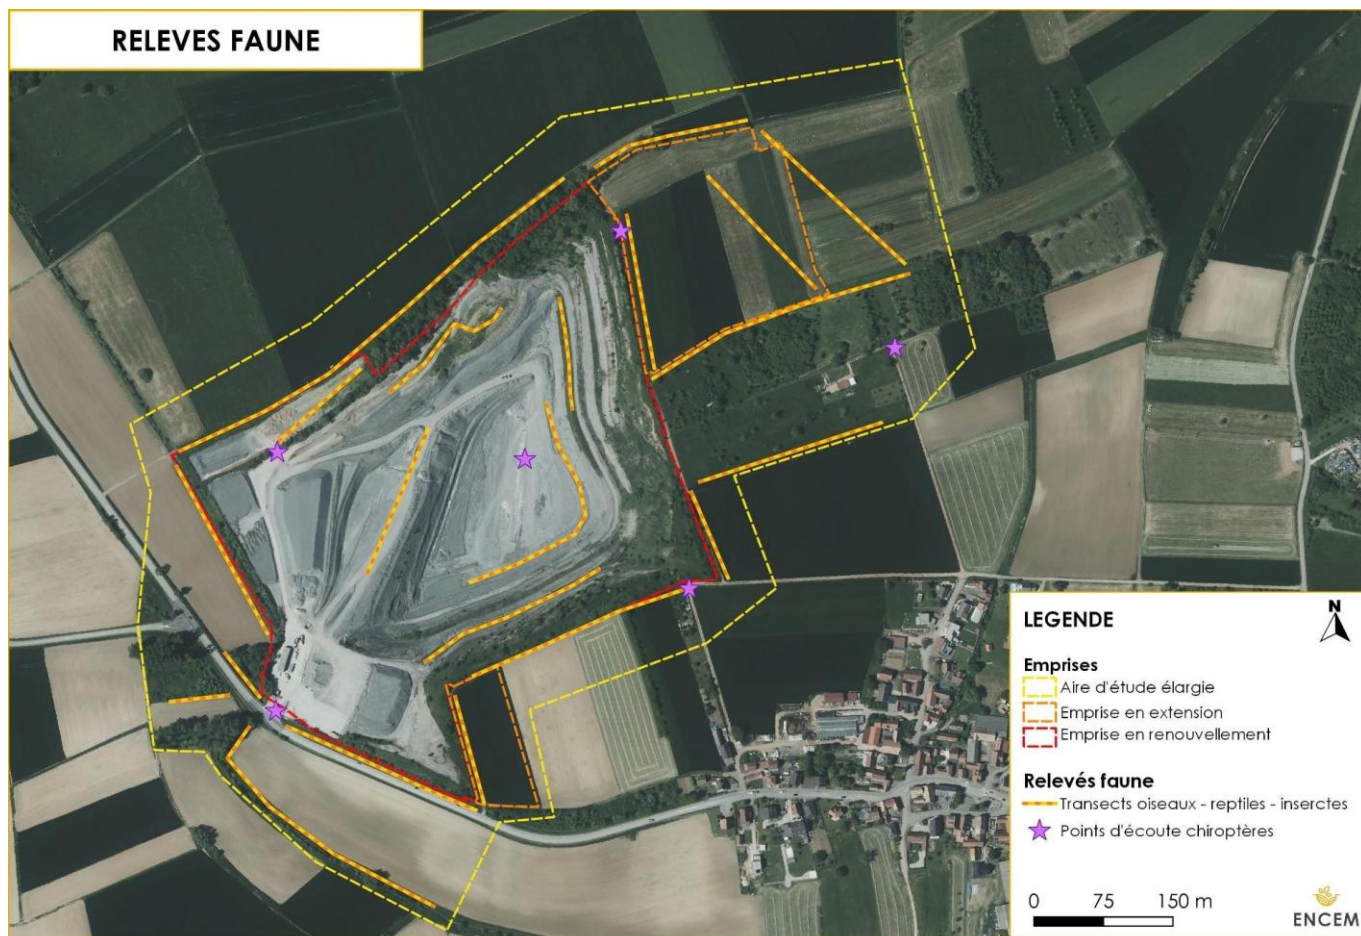 RELEVES FAUNE
LEGENDE
N
Emprises
Aire d'étude élargie
Emprise en extension
Emprise en renouvellement
Relevés faune
Transects oiseaux - reptiles - inserctes
Points d'écoute chiroptères
0 75 150 m
ENCEM